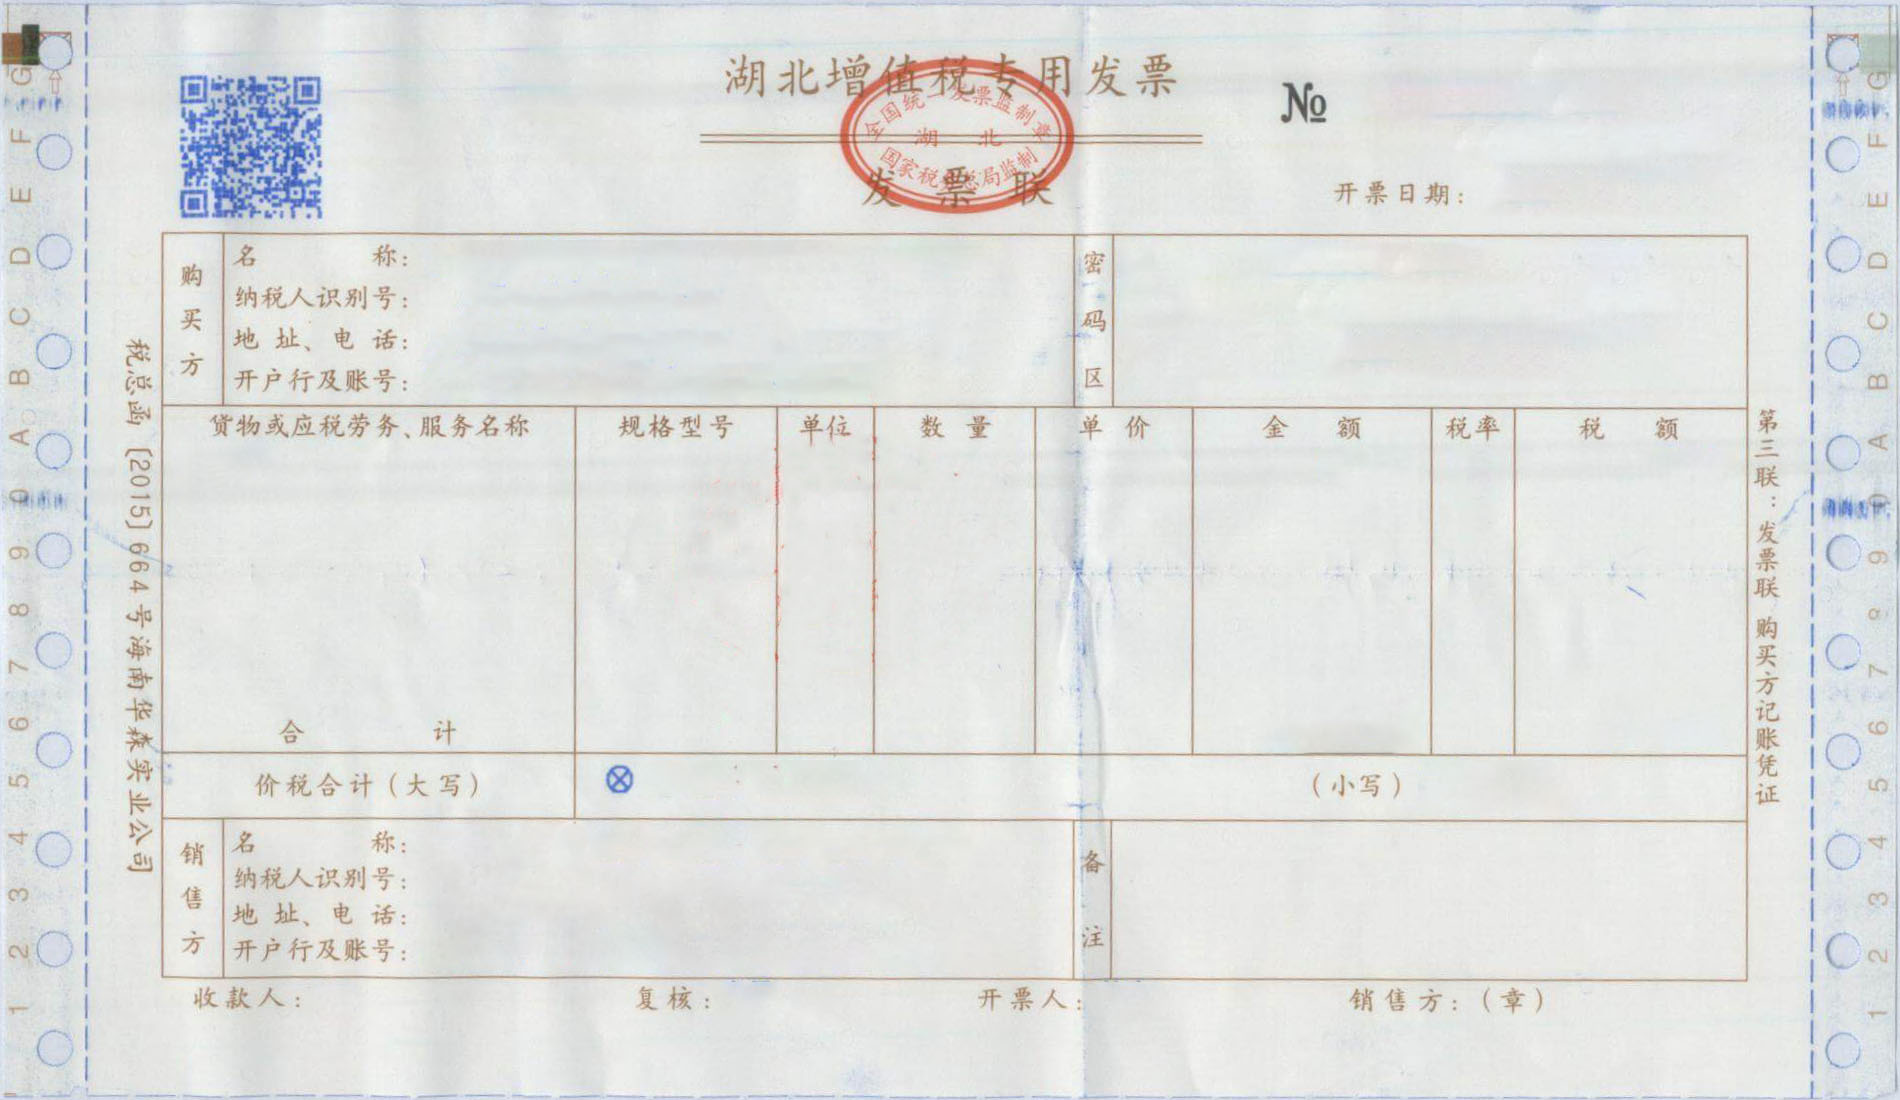 湖北增值税专用发票
全国统一发票监制章
湖 北
国家税务总局监制
发票联
№
开票日期:
购买方
名 称:
纳税人识别号:
地址、电话:
开户行及账号:
密码区
货物或应税劳务、服务名称 规格型号 单位 数量 单价 金额 税率 税额
合 计
价税合计(大写) ⊗ (小写)
销售方
名 称:
纳税人识别号:
地址、电话:
开户行及账号:
备注
收款人: 复核: 开票人: 销售方:(章)
税总函[2015]664号海南华森实业公司
第三联:发票联 购买方记账凭证
G F E D C B A 0 9 8 7 6 5 4 3 2 1
G F E D C B A 0 9 8 7 6 5 4 3 2 1